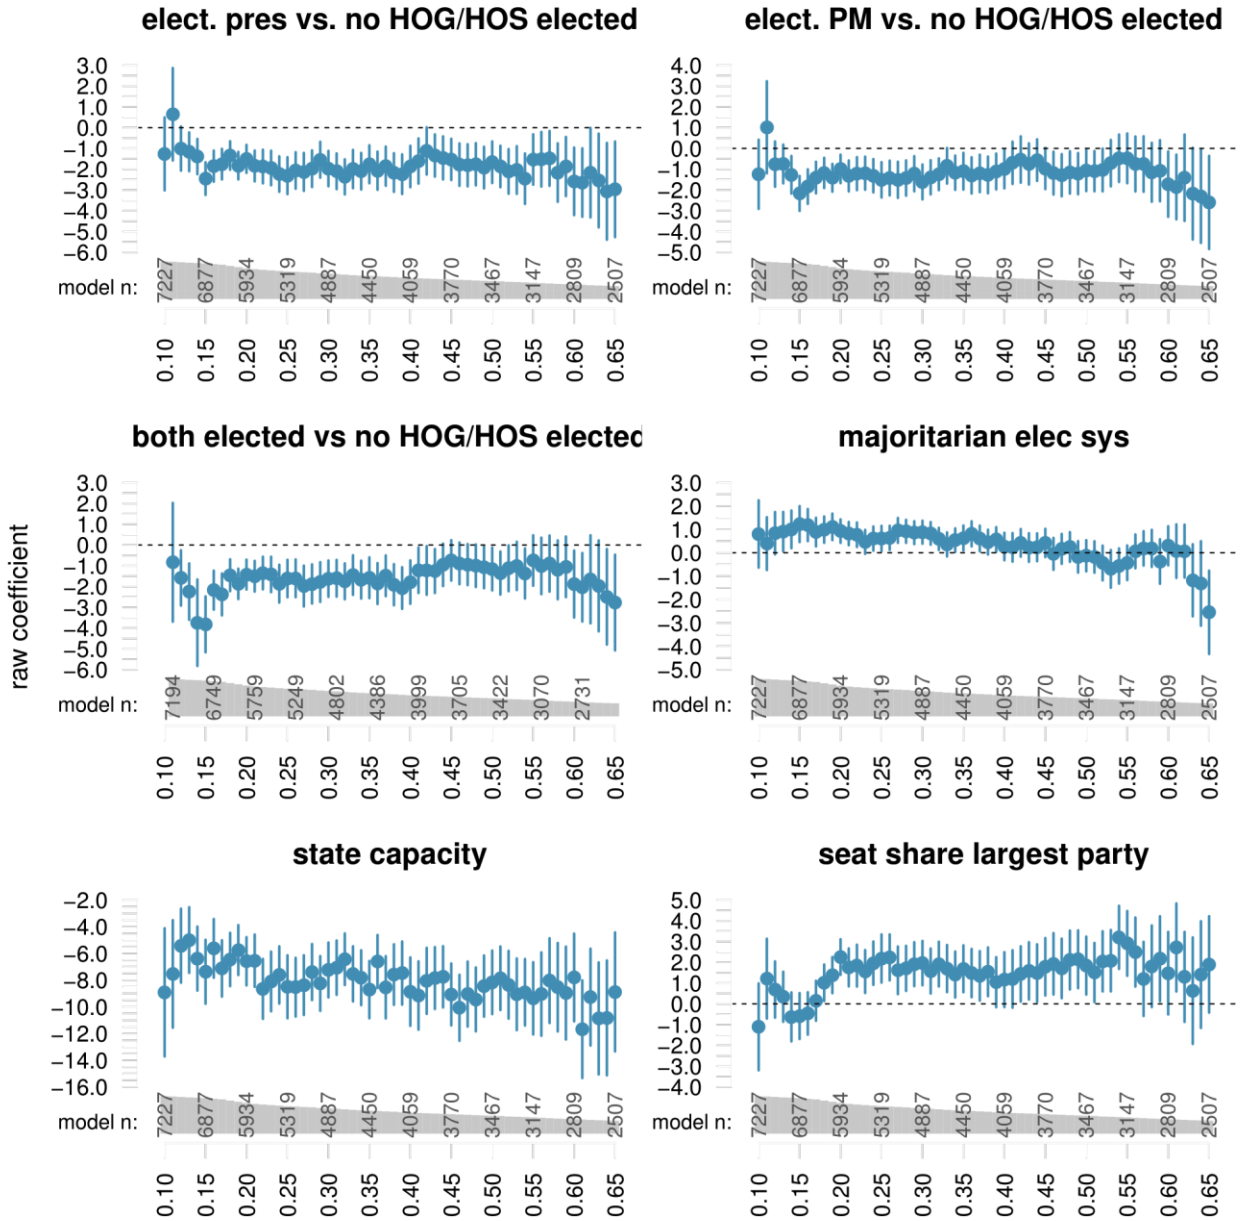 elect. pres vs. no HOG/HOS elected
3.0
2.0
1.0
0.0
−1.0
−2.0
−3.0
−4.0
−5.0
−6.0
model n:
7227 6877 5934 5319 4887 4450 4059 3770 3467 3147 2809 2507
0.10 0.15 0.20 0.25 0.30 0.35 0.40 0.45 0.50 0.55 0.60 0.65
elect. PM vs. no HOG/HOS elected
4.0
3.0
2.0
1.0
0.0
−1.0
−2.0
−3.0
−4.0
−5.0
model n:
7227 6877 5934 5319 4887 4450 4059 3770 3467 3147 2809 2507
0.10 0.15 0.20 0.25 0.30 0.35 0.40 0.45 0.50 0.55 0.60 0.65
raw coefficient
both elected vs no HOG/HOS elected
3.0
2.0
1.0
0.0
−1.0
−2.0
−3.0
−4.0
−5.0
−6.0
model n:
7194 6749 5759 5249 4802 4386 3999 3705 3422 3070 2731
0.10 0.15 0.20 0.25 0.30 0.35 0.40 0.45 0.50 0.55 0.60 0.65
majoritarian elec sys
3.0
2.0
1.0
0.0
−1.0
−2.0
−3.0
−4.0
−5.0
model n:
7227 6877 5934 5319 4887 4450 4059 3770 3467 3147 2809 2507
0.10 0.15 0.20 0.25 0.30 0.35 0.40 0.45 0.50 0.55 0.60 0.65
state capacity
−2.0
−4.0
−6.0
−8.0
−10.0
−12.0
−14.0
−16.0
model n:
7227 6877 5934 5319 4887 4450 4059 3770 3467 3147 2809 2507
0.10 0.15 0.20 0.25 0.30 0.35 0.40 0.45 0.50 0.55 0.60 0.65
seat share largest party
5.0
4.0
3.0
2.0
1.0
0.0
−1.0
−2.0
−3.0
−4.0
model n:
7227 6877 5934 5319 4887 4450 4059 3770 3467 3147 2809 2507
0.10 0.15 0.20 0.25 0.30 0.35 0.40 0.45 0.50 0.55 0.60 0.65